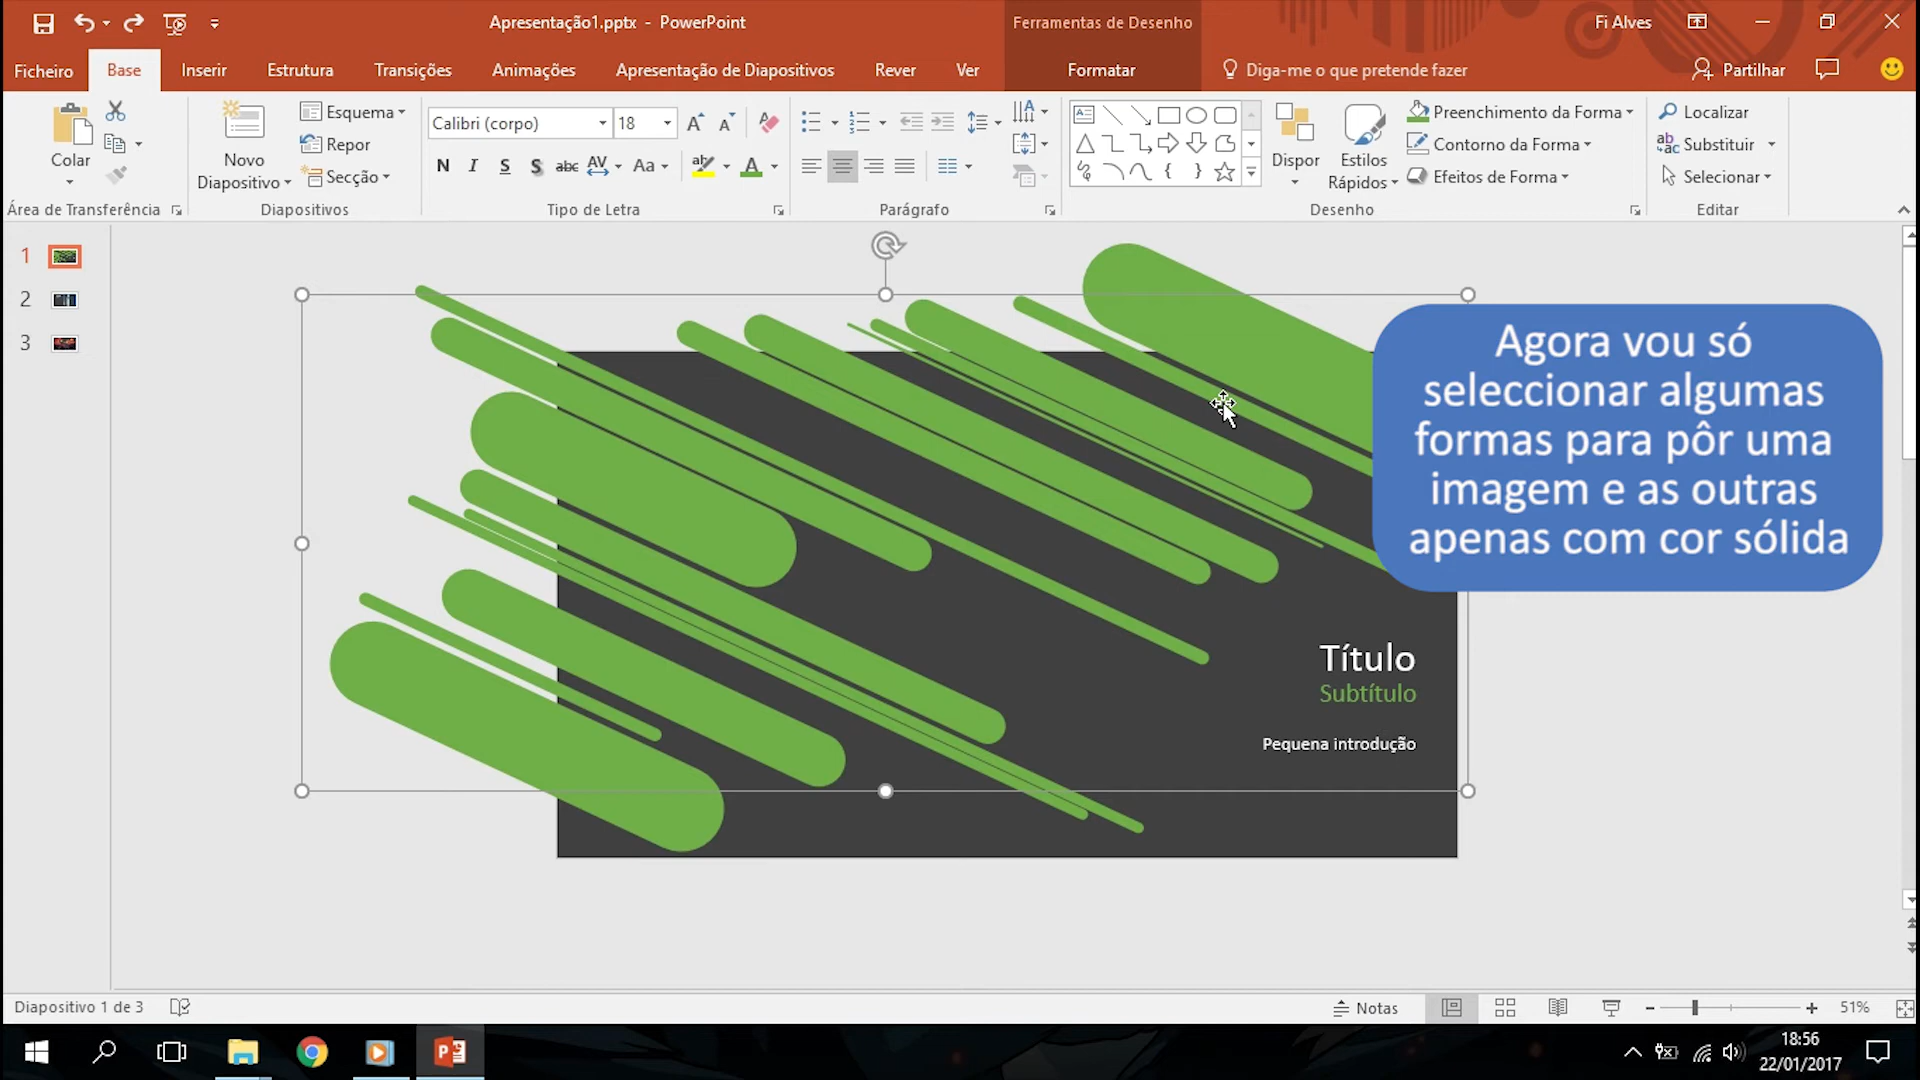 Apresentação1.pptx - PowerPoint
Ferramentas de Desenho
Fi Alves
Ficheiro
Base
Inserir
Estrutura
Transições
Animações
Apresentação de Diapositivos
Rever
Ver
Formatar
Diga-me o que pretende fazer
Partilhar
Colar
Novo
Diapositivo
Esquema
Repor
Secção
Calibri (corpo)
18
N I S S abc AV Aa
Dispor
Estilos
Rápidos
Preenchimento da Forma
Contorno da Forma
Efeitos de Forma
Localizar
Substituir
Selecionar
Área de Transferência
Diapositivos
Tipo de Letra
Parágrafo
Desenho
Editar
1
2
3
Agora vou só
seleccionar algumas
formas para pôr uma
imagem e as outras
apenas com cor sólida
Título
Subtítulo
Pequena introdução
Diapositivo 1 de 3
Notas
51%
18:56
22/01/2017